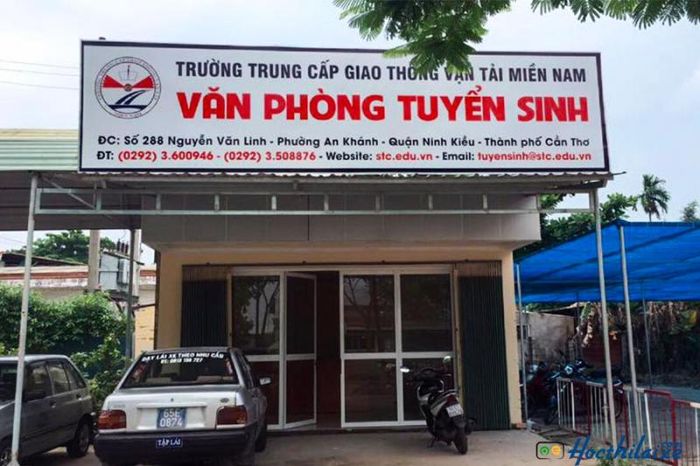 TRƯỜNG TRUNG CẤP GIAO THÔNG VẬN TẢI MIỀN NAM
VĂN PHÒNG TUYỂN SINH
ĐC: Số 288 Nguyễn Văn Linh - Phường An Khánh - Quận Ninh Kiều - Thành phố Cần Thơ
ĐT: (0292) 3.600946 - (0292) 3.508876 - Website: stc.edu.vn - Email: tuyensinh@stc.edu.vn
DẠY LÁI XE THEO NHU CẦU
65E
0874
TẬP LÁI
Hocthilaixe